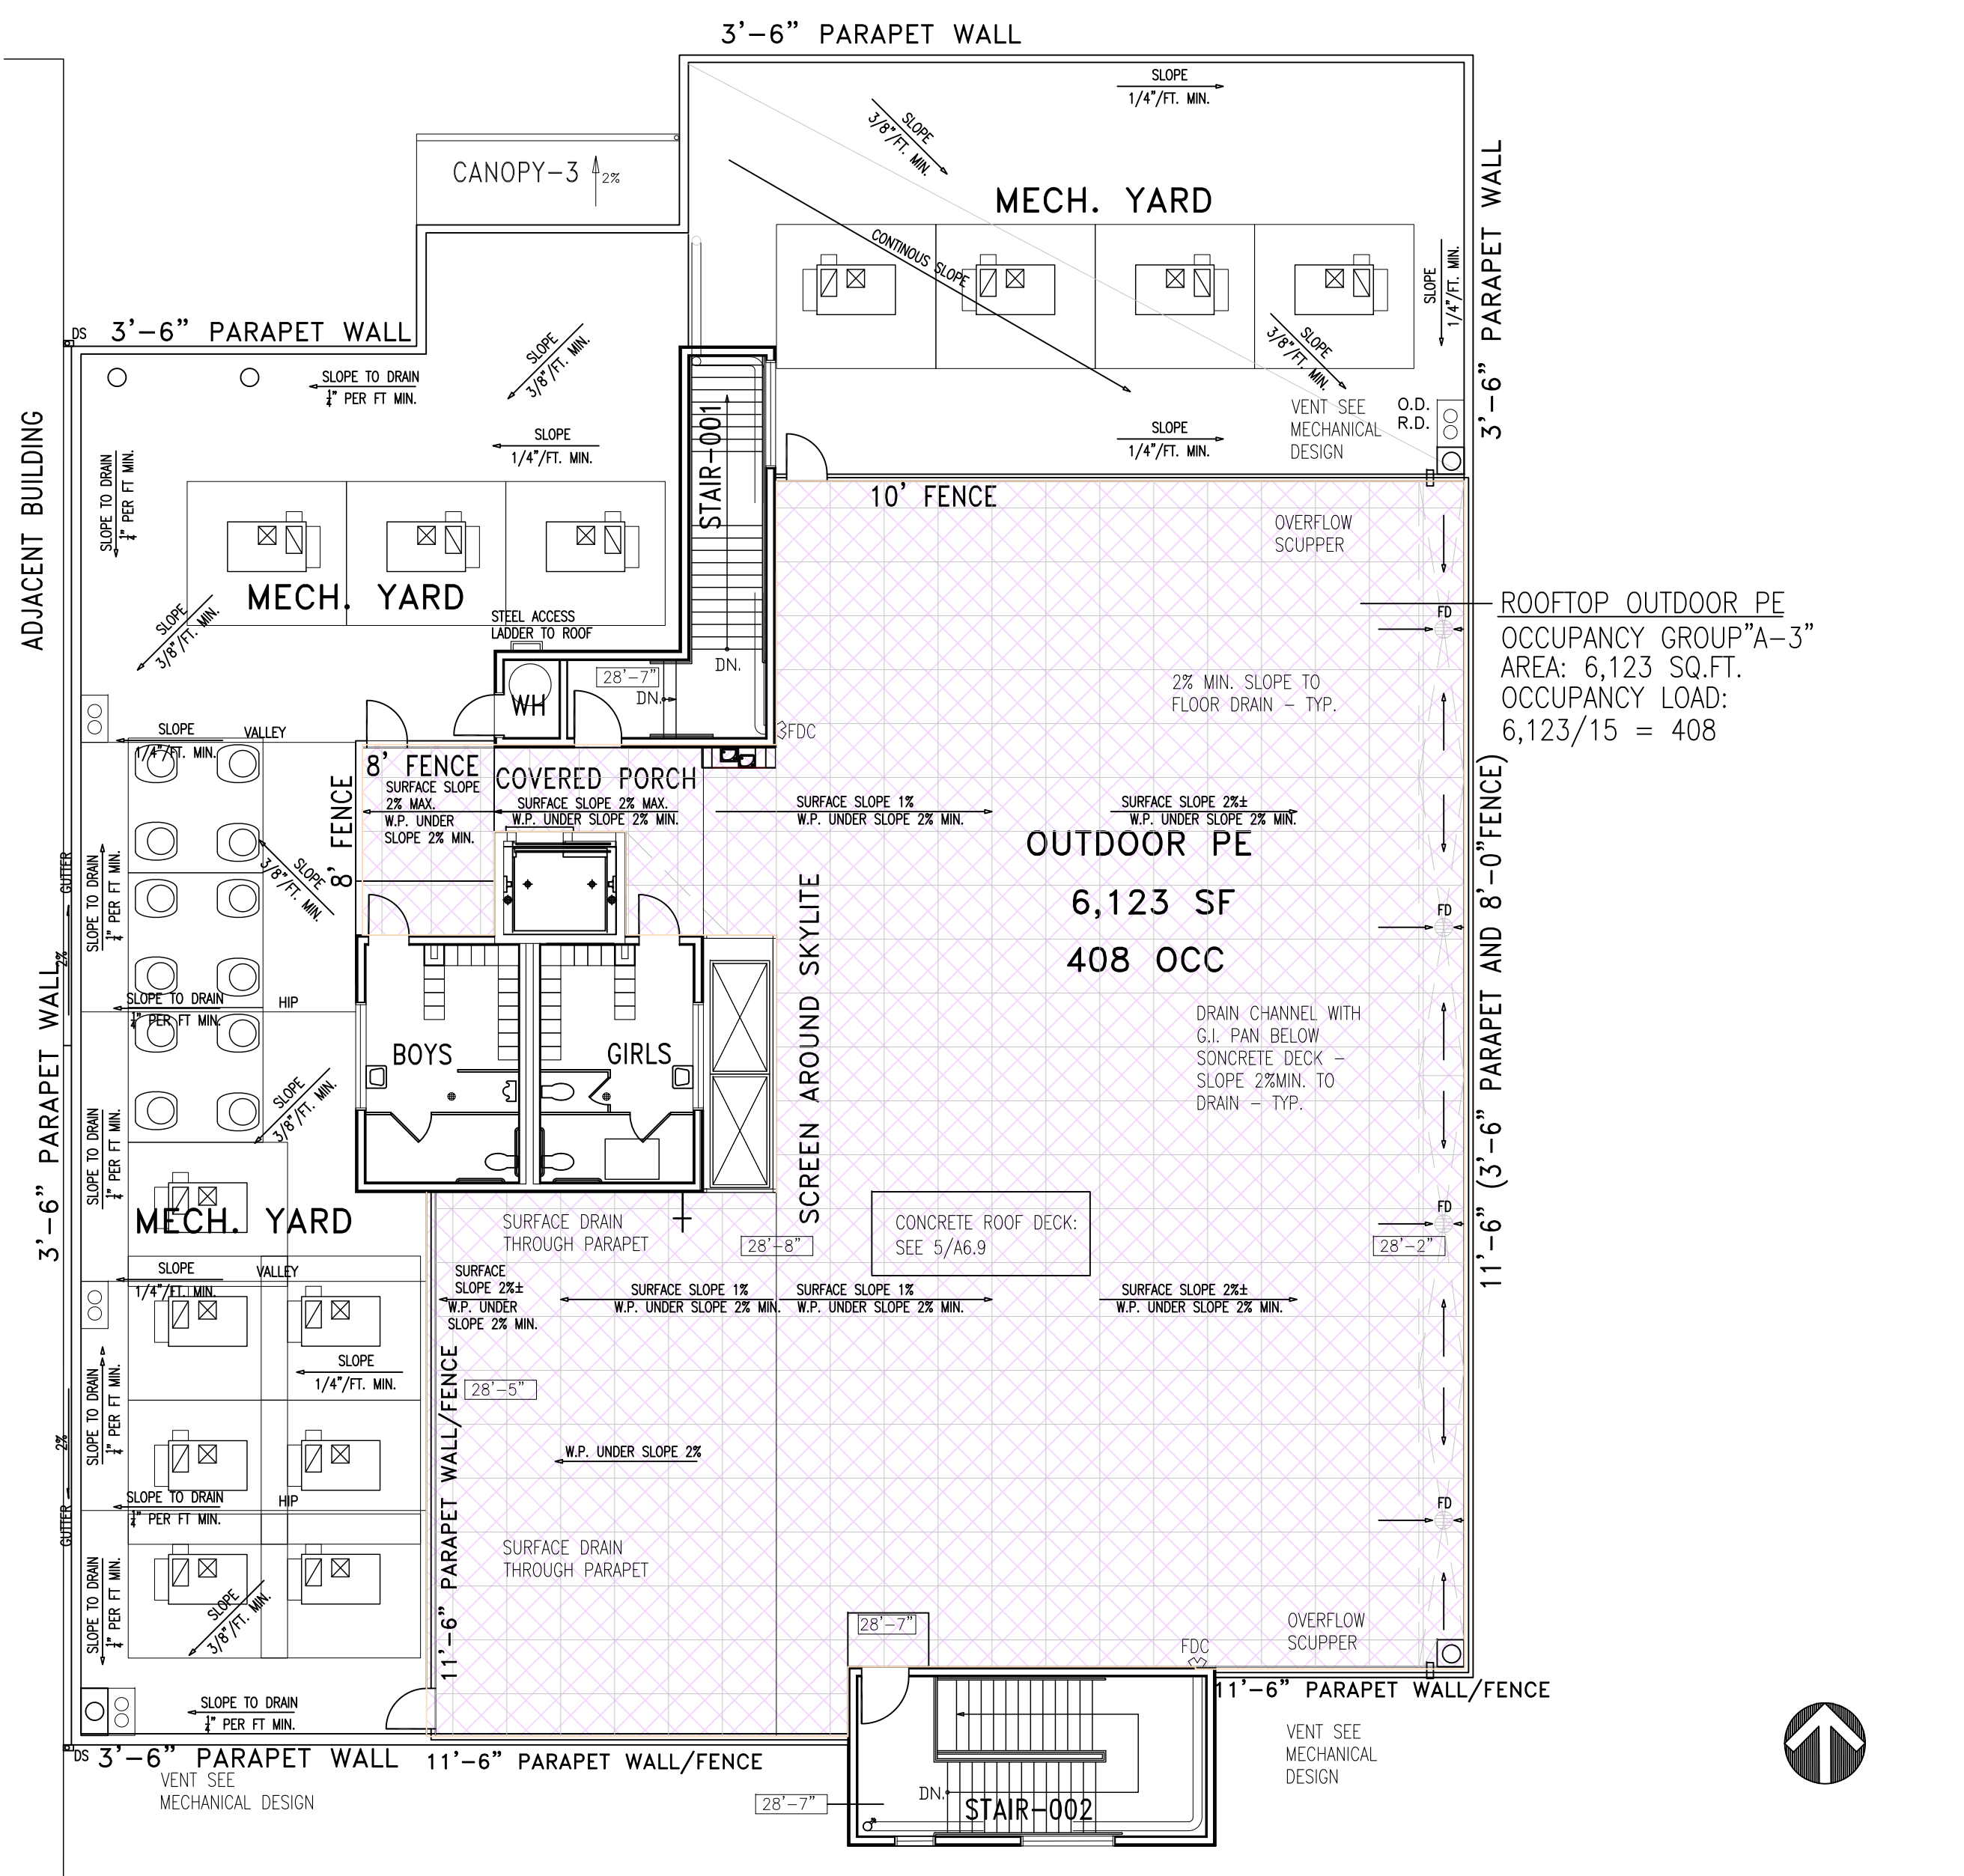 3'-6" PARAPET WALL
SLOPE
1/4"/FT. MIN.
SLOPE
3/8"/FT. MIN.
CANOPY-3
2%
MECH. YARD
3'-6" PARAPET WALL
CONTINOUS SLOPE
SLOPE
1/4"/FT. MIN.
DS
3'-6" PARAPET WALL
SLOPE
3/8"/FT. MIN.
SLOPE
3/8"/FT. MIN.
SLOPE TO DRAIN
1/4" PER FT MIN.
VENT SEE
MECHANICAL
DESIGN
O.D.
R.D.
SLOPE
1/4"/FT. MIN.
SLOPE
1/4"/FT. MIN.
ADJACENT BUILDING
SLOPE TO DRAIN
1/4" PER FT MIN.
STAIR-001
10' FENCE
OVERFLOW
SCUPPER
MECH. YARD
SLOPE
3/8"/FT. MIN.
STEEL ACCESS
LADDER TO ROOF
DN.
28'-7"
DN.
WH
FD
ROOFTOP OUTDOOR PE
OCCUPANCY GROUP"A-3"
AREA: 6,123 SQ.FT.
OCCUPANCY LOAD:
6,123/15 = 408
2% MIN. SLOPE TO
FLOOR DRAIN - TYP.
FDC
SLOPE
1/4"/FT. MIN.
VALLEY
8' FENCE
8' FENCE
COVERED PORCH
SURFACE SLOPE
2% MAX.
W.P. UNDER
SLOPE 2% MIN.
SURFACE SLOPE 2% MAX.
W.P. UNDER SLOPE 2% MIN.
SURFACE SLOPE 1%
W.P. UNDER SLOPE 2% MIN.
SURFACE SLOPE 2%±
W.P. UNDER SLOPE 2% MIN.
OUTDOOR PE
6,123 SF
408 OCC
GUTTER
2%
SLOPE TO DRAIN
1/4" PER FT MIN.
SLOPE
3/8"/FT. MIN.
FD
SCREEN AROUND SKYLITE
11'-6" (3'-6" PARAPET AND 8'-0"FENCE)
3'-6" PARAPET WALL
SLOPE TO DRAIN
1/4" PER FT MIN.
HIP
BOYS
GIRLS
DRAIN CHANNEL WITH
G.I. PAN BELOW
SONCRETE DECK -
SLOPE 2%MIN. TO
DRAIN - TYP.
SLOPE
3/8"/FT. MIN.
SLOPE TO DRAIN
1/4" PER FT MIN.
MECH. YARD
SURFACE DRAIN
THROUGH PARAPET
28'-8"
CONCRETE ROOF DECK:
SEE 5/A6.9
FD
28'-2"
SLOPE
1/4"/FT. MIN.
VALLEY
SURFACE
SLOPE 2%±
W.P. UNDER
SLOPE 2% MIN.
SURFACE SLOPE 1%
W.P. UNDER SLOPE 2% MIN.
SURFACE SLOPE 1%
W.P. UNDER SLOPE 2% MIN.
SURFACE SLOPE 2%±
W.P. UNDER SLOPE 2% MIN.
SLOPE
1/4"/FT. MIN.
28'-5"
SLOPE TO DRAIN
1/4" PER FT MIN.
2%
GUTTER
11'-6" PARAPET WALL/FENCE
11'-6" PARAPET WALL/FENCE
W.P. UNDER SLOPE 2%
SLOPE TO DRAIN
1/4" PER FT MIN.
HIP
FD
SURFACE DRAIN
THROUGH PARAPET
SLOPE TO DRAIN
1/4" PER FT MIN.
SLOPE
3/8"/FT. MIN.
28'-7"
OVERFLOW
SCUPPER
FDC
SLOPE TO DRAIN
1/4" PER FT MIN.
11'-6" PARAPET WALL/FENCE
DS
3'-6" PARAPET WALL
11'-6" PARAPET WALL/FENCE
VENT SEE
MECHANICAL DESIGN
VENT SEE
MECHANICAL
DESIGN
28'-7"
DN.
STAIR-002